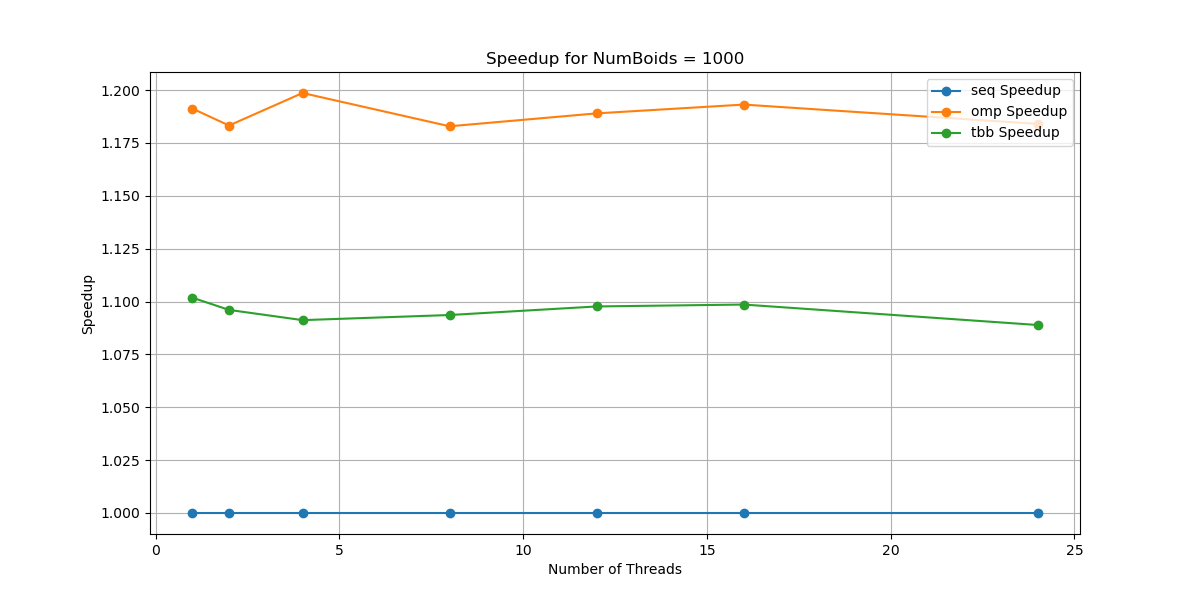 Speedup for NumBoids = 1000
seq Speedup
omp Speedup
tbb Speedup
Speedup
1.200
1.175
1.150
1.125
1.100
1.075
1.050
1.025
1.000
0 5 10 15 20 25
Number of Threads